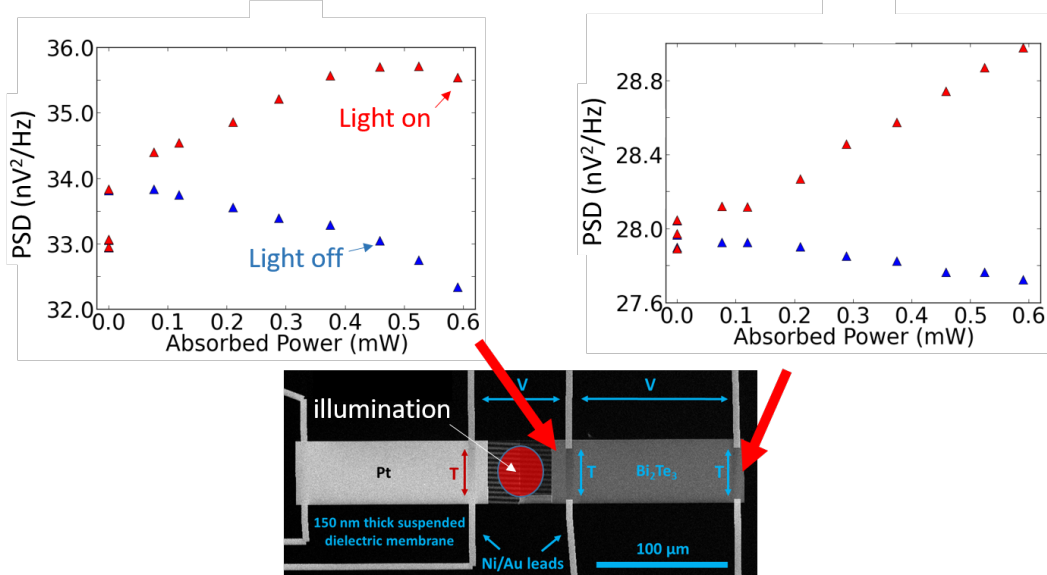 36.0
35.0
34.0
33.0
32.0
PSD (nV²/Hz)
Light on
Light off
0.0 0.1 0.2 0.3 0.4 0.5 0.6
Absorbed Power (mW)
28.8
28.4
28.0
27.6
PSD (nV²/Hz)
0.0 0.1 0.2 0.3 0.4 0.5 0.6
Absorbed Power (mW)
V V
illumination
Pt T T Bi₂Te₃ T
150 nm thick suspended
dielectric membrane
Ni/Au leads
100 µm